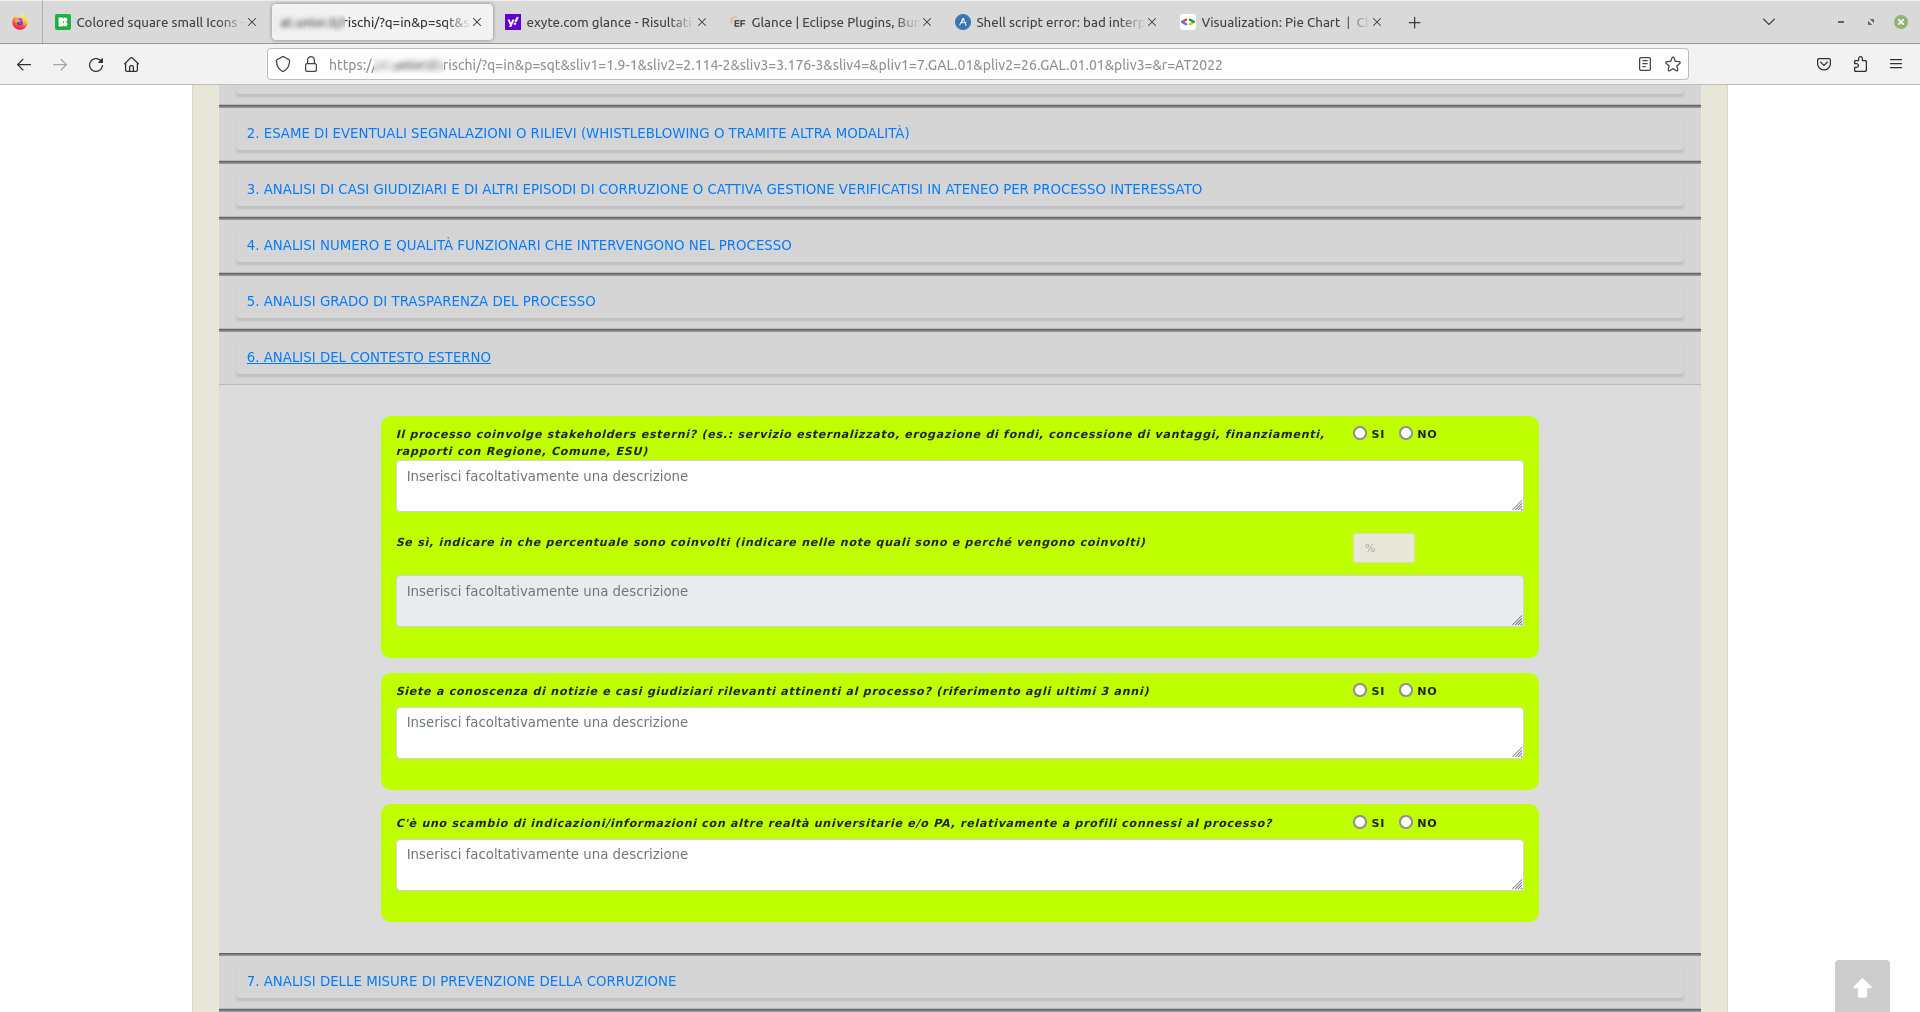 Colored square small Icons
rischi/?q=in&p=sqt&s
exyte.com glance - Risultati
EF Glance | Eclipse Plugins, Bun
Shell script error: bad interp
Visualization: Pie Chart |
https:// rischi/?q=in&p=sqt&sliv1=1.9-1&sliv2=2.114-2&sliv3=3.176-3&sliv4=&pliv1=7.GAL.01&pliv2=26.GAL.01.01&pliv3=&r=AT2022
2. ESAME DI EVENTUALI SEGNALAZIONI O RILIEVI (WHISTLEBLOWING O TRAMITE ALTRA MODALITÀ)
3. ANALISI DI CASI GIUDIZIARI E DI ALTRI EPISODI DI CORRUZIONE O CATTIVA GESTIONE VERIFICATISI IN ATENEO PER PROCESSO INTERESSATO
4. ANALISI NUMERO E QUALITÀ FUNZIONARI CHE INTERVENGONO NEL PROCESSO
5. ANALISI GRADO DI TRASPARENZA DEL PROCESSO
6. ANALISI DEL CONTESTO ESTERNO
Il processo coinvolge stakeholders esterni? (es.: servizio esternalizzato, erogazione di fondi, concessione di vantaggi, finanziamenti, SI NO
rapporti con Regione, Comune, ESU)
Inserisci facoltativamente una descrizione
Se sì, indicare in che percentuale sono coinvolti (indicare nelle note quali sono e perché vengono coinvolti) %
Inserisci facoltativamente una descrizione
Siete a conoscenza di notizie e casi giudiziari rilevanti attinenti al processo? (riferimento agli ultimi 3 anni) SI NO
Inserisci facoltativamente una descrizione
C'è uno scambio di indicazioni/informazioni con altre realtà universitarie e/o PA, relativamente a profili connessi al processo? SI NO
Inserisci facoltativamente una descrizione
7. ANALISI DELLE MISURE DI PREVENZIONE DELLA CORRUZIONE